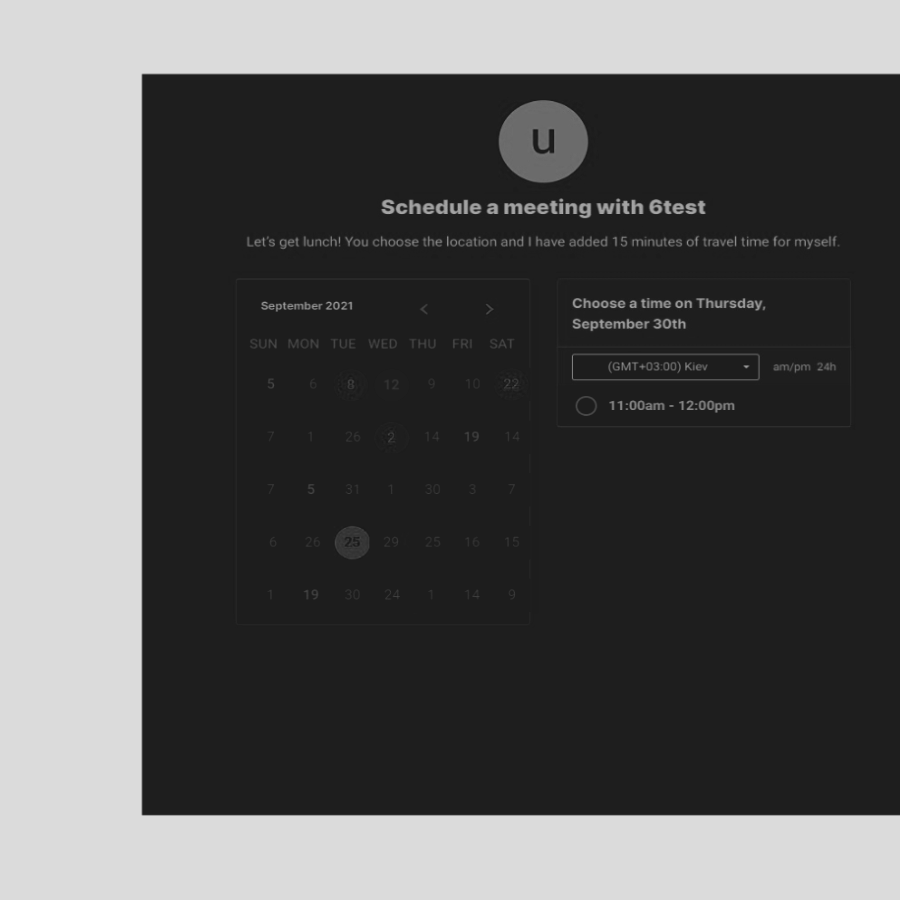 u
Schedule a meeting with 6test
Let's get lunch! You choose the location and I have added 15 minutes of travel time for myself.
September 2021
SUN MON TUE WED THU FRI SAT
5 6 8 12 9 10 22
7 1 26 2 14 19 14
7 5 31 1 30 3 7
6 26 25 29 25 16 15
1 19 30 24 1 14 9
Choose a time on Thursday,
September 30th
(GMT+03:00) Kiev am/pm 24h
11:00am - 12:00pm